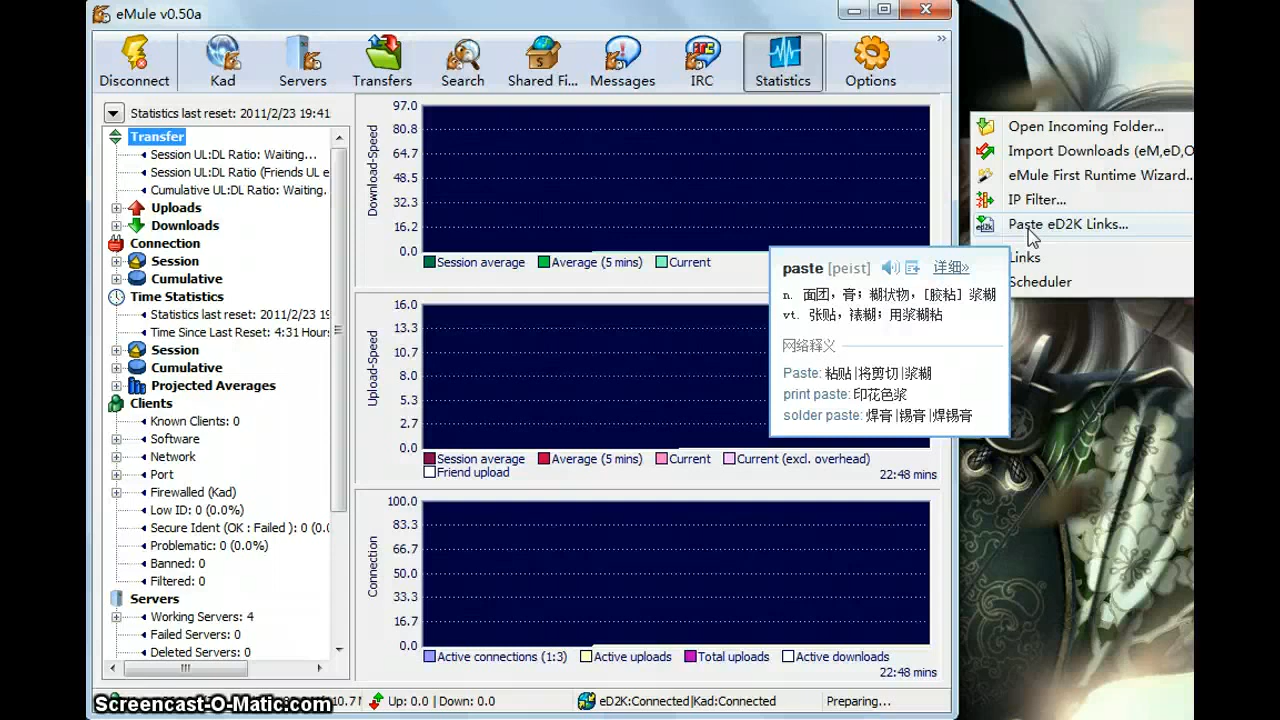 eMule v0.50a
Disconnect
Kad
Servers
Transfers
Search
Shared Fi...
Messages
IRC
Statistics
Options
»
Statistics last reset: 2011/2/23 19:41
Transfer
Session UL:DL Ratio: Waiting...
Session UL:DL Ratio (Friends UL e
Cumulative UL:DL Ratio: Waiting.
Uploads
Downloads
Connection
Session
Cumulative
Time Statistics
Statistics last reset: 2011/2/23 19
Time Since Last Reset: 4:31 Hour
Session
Cumulative
Projected Averages
Clients
Known Clients: 0
Software
Network
Port
Firewalled (Kad)
Low ID: 0 (0.0%)
Secure Ident (OK : Failed ): 0 (0.0
Problematic: 0 (0.0%)
Banned: 0
Filtered: 0
Servers
Working Servers: 4
Failed Servers: 0
Deleted Servers: 0
Download-Speed
97.0
80.8
64.7
48.5
32.3
16.2
0.0
Session average
Average (5 mins)
Current
Upload-Speed
16.0
13.3
10.7
8.0
5.3
2.7
0.0
Session average
Average (5 mins)
Current
Current (excl. overhead)
Friend upload
22:48 mins
Connection
100.0
83.3
66.7
50.0
33.3
16.7
0.0
Active connections (1:3)
Active uploads
Total uploads
Active downloads
22:48 mins
Open Incoming Folder...
Import Downloads (eM,eD,O
eMule First Runtime Wizard..
IP Filter...
Paste eD2K Links...
Links
Scheduler
paste [peist] 详细»
n. 面团，膏；糊状物，[胶粘] 浆糊
vt. 张贴，裱糊；用浆糊粘
网络释义
Paste: 粘贴|将剪切|浆糊
print paste: 印花色浆
solder paste: 焊膏|锡膏|焊锡膏
10.7 M
Up: 0.0 | Down: 0.0
eD2K:Connected|Kad:Connected
Preparing...
Screencast-O-Matic.com